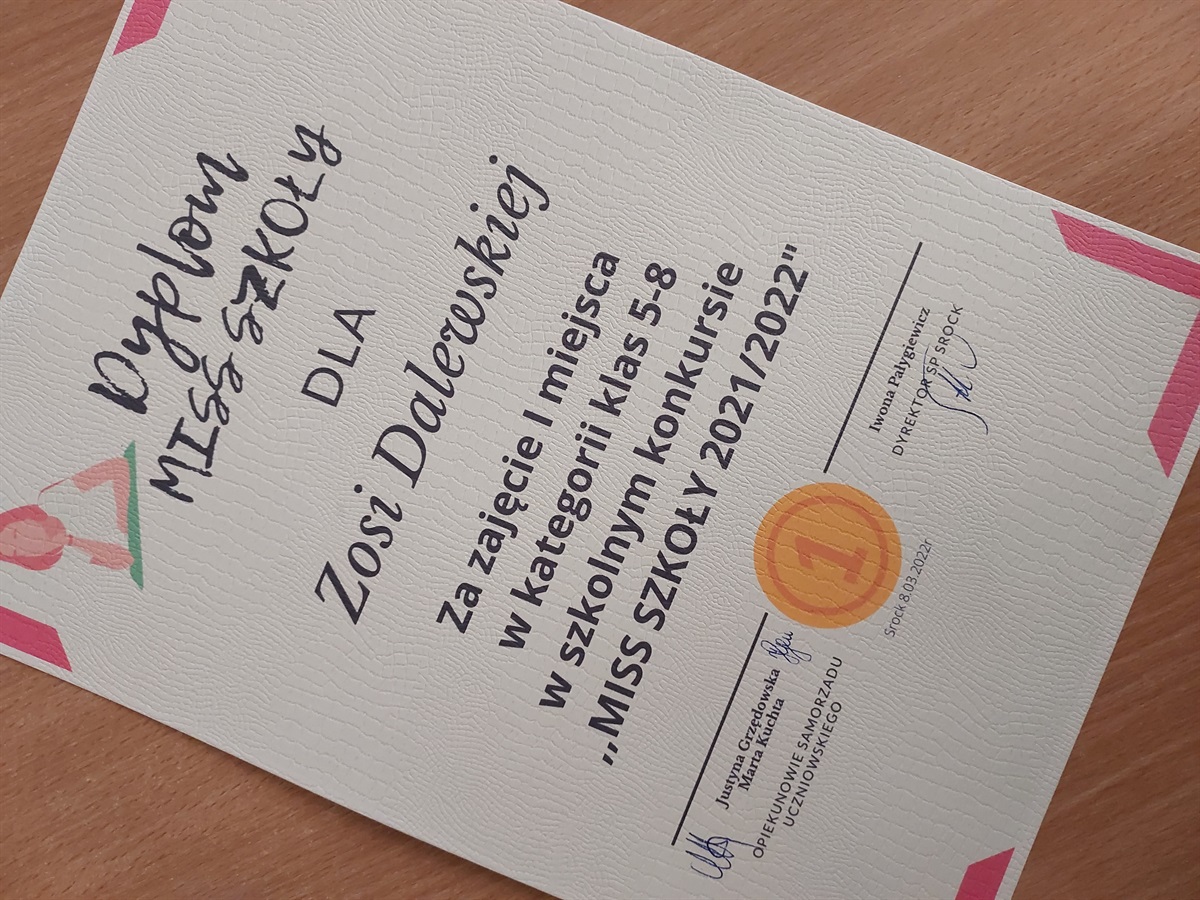 Dyplom
MISS SZKOŁY
DLA
Zosi Dalewskiej
Za zajęcie I miejsca
w kategorii klas 5-8
w szkolnym konkursie
,,MISS SZKOŁY 2021/2022"
Justyna Grzędowska
Marta Kuchta
OPIEKUNOWIE SAMORZADU
UCZNIOWSKIEGO
1
Srock 8.03.2022r
Iwona Pałygiewicz
DYREKTOR SP SROCK